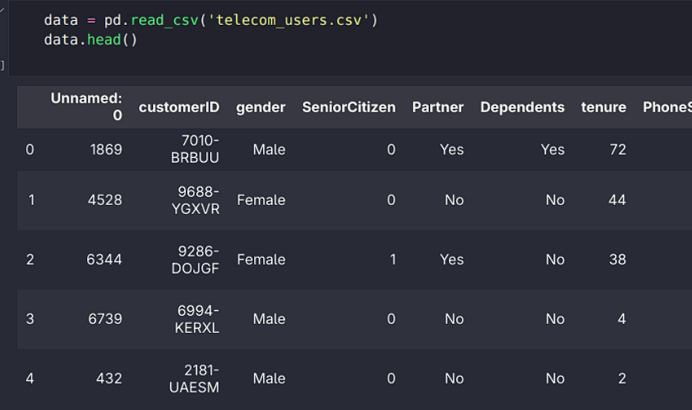 data = pd.read_csv('telecom_users.csv')
data.head()
]
Unnamed: 0 customerID gender SeniorCitizen Partner Dependents tenure PhoneS
0 1869 7010-BRBUU Male 0 Yes Yes 72
1 4528 9688-YGXVR Female 0 No No 44
2 6344 9286-DOJGF Female 1 Yes No 38
3 6739 6994-KERXL Male 0 No No 4
4 432 2181-UAESM Male 0 No No 2